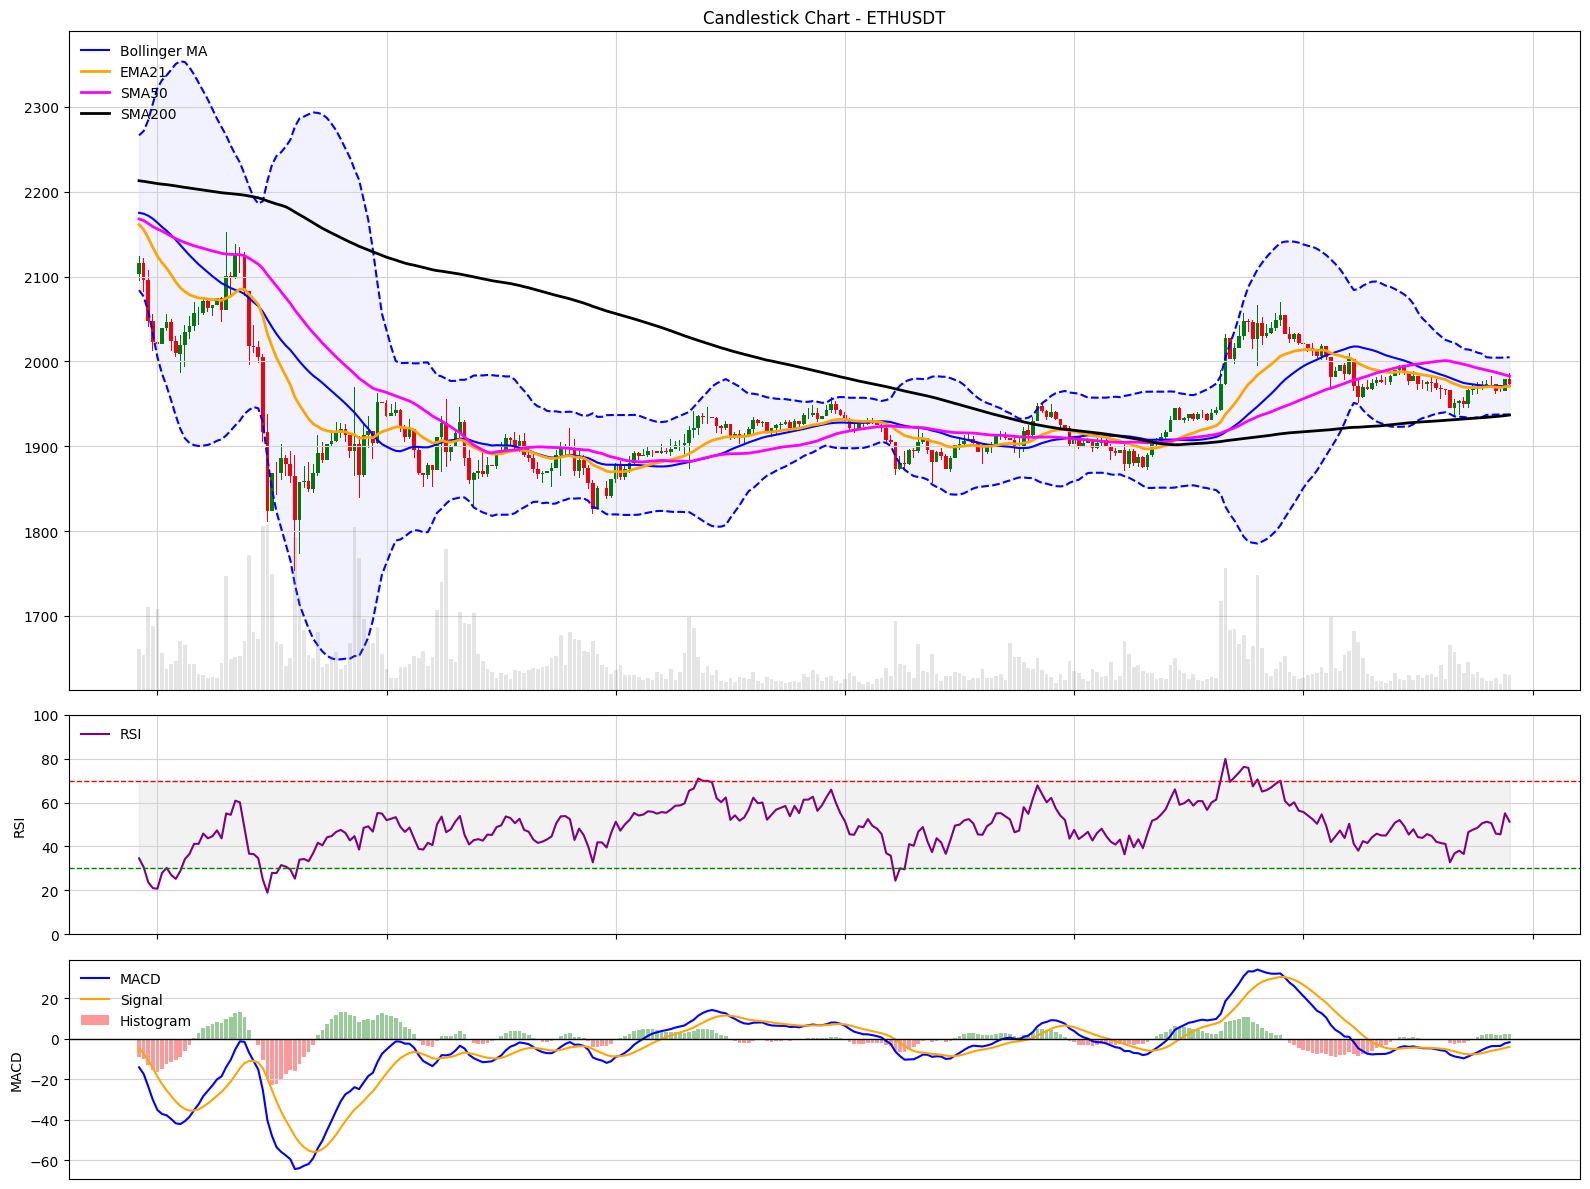 Candlestick Chart - ETHUSDT
Bollinger MA
EMA21
SMA50
SMA200
2300
2200
2100
2000
1900
1800
1700
RSI
100
80
60
40
20
0
RSI
MACD
Signal
Histogram
20
0
−20
−40
−60
MACD